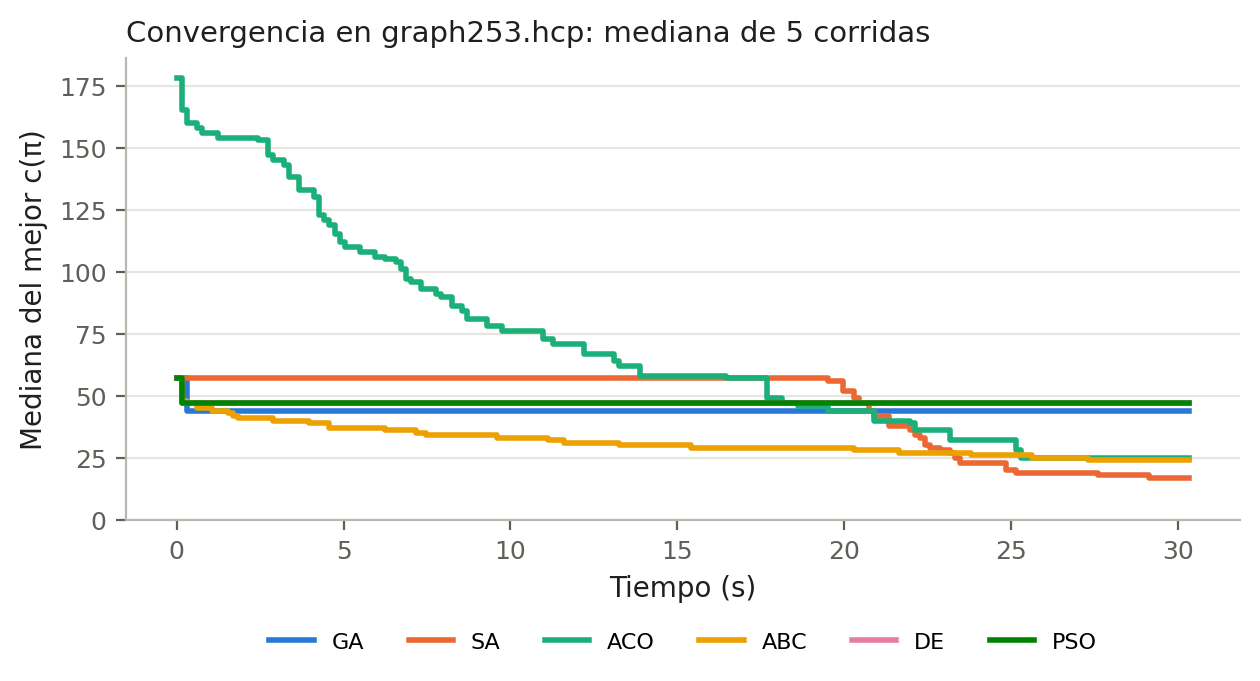 Convergencia en graph253.hcp: mediana de 5 corridas
Mediana del mejor c(π)
175
150
125
100
75
50
25
0
0 5 10 15 20 25 30
Tiempo (s)
GA SA ACO ABC DE PSO